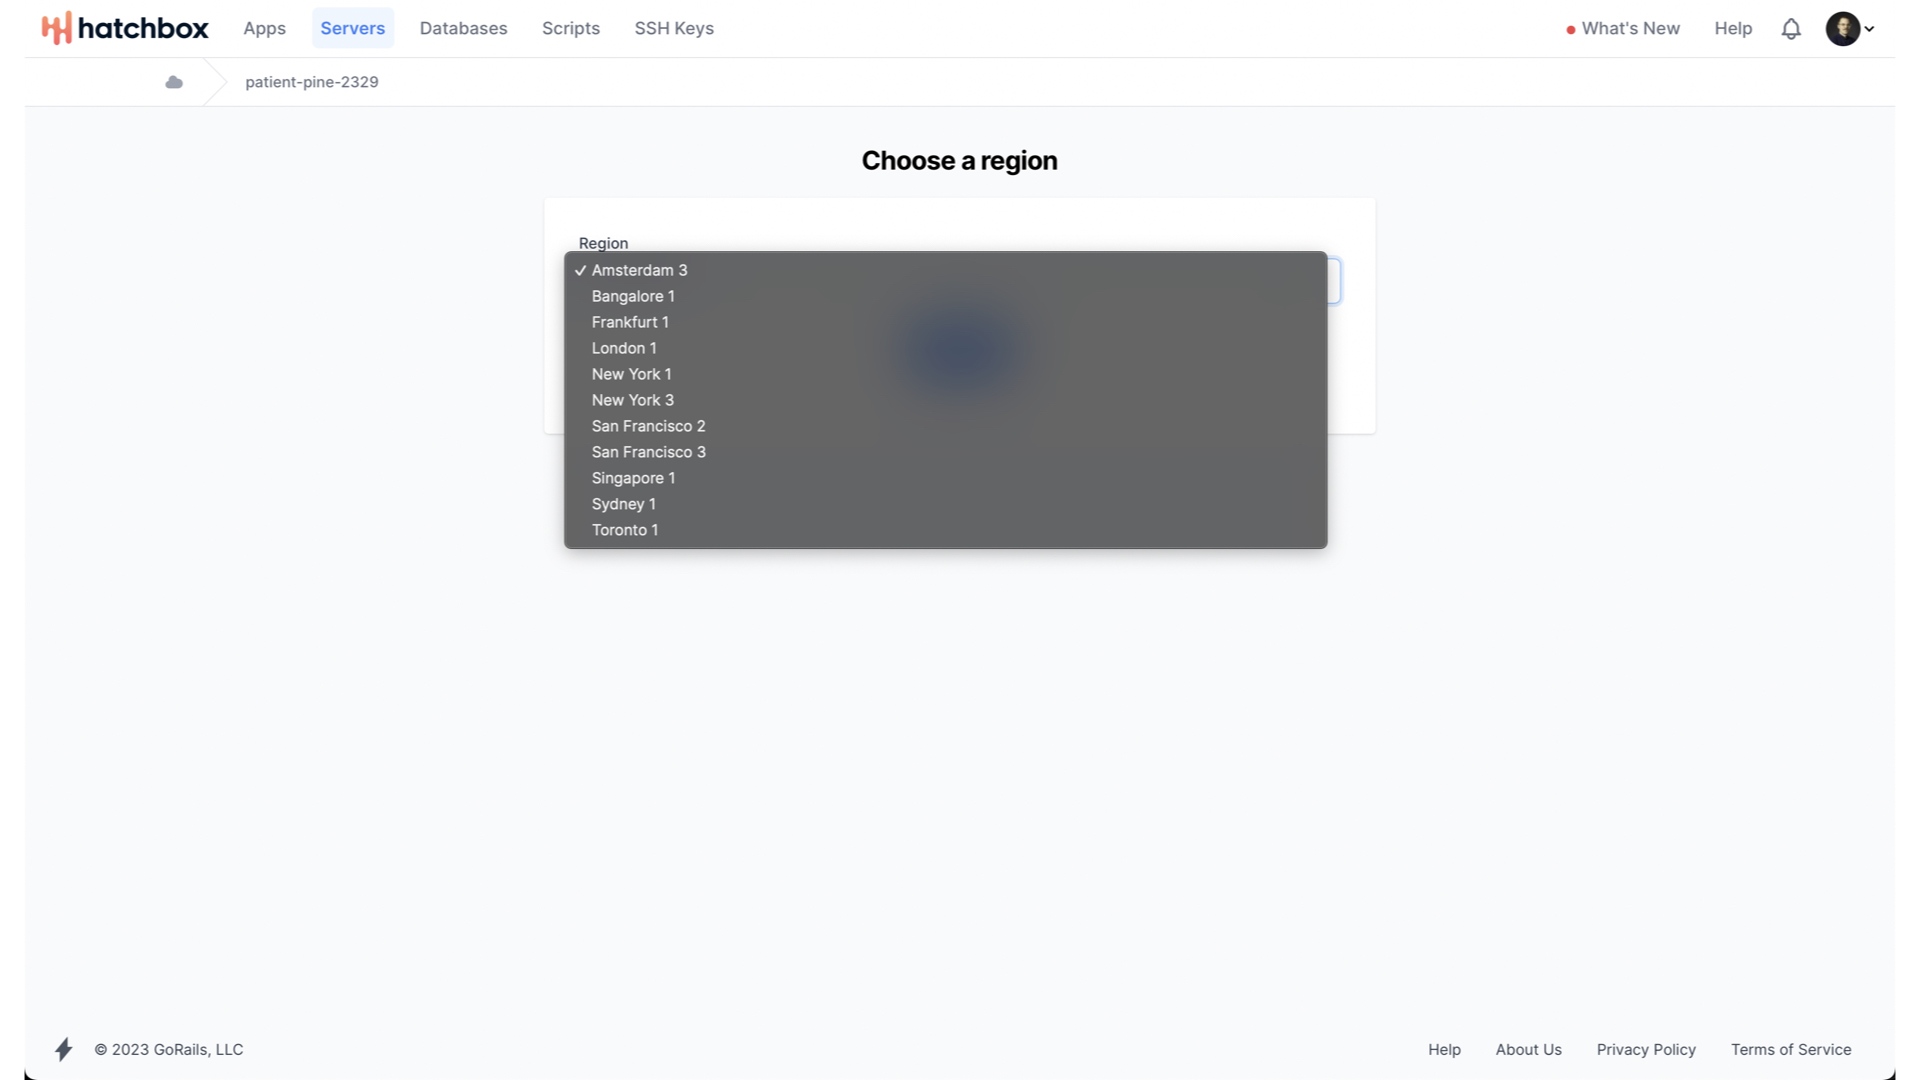 hatchbox Apps Servers Databases Scripts SSH Keys What's New Help
patient-pine-2329
Choose a region
Region
✓ Amsterdam 3
Bangalore 1
Frankfurt 1
London 1
New York 1
New York 3
San Francisco 2
San Francisco 3
Singapore 1
Sydney 1
Toronto 1
© 2023 GoRails, LLC Help About Us Privacy Policy Terms of Service